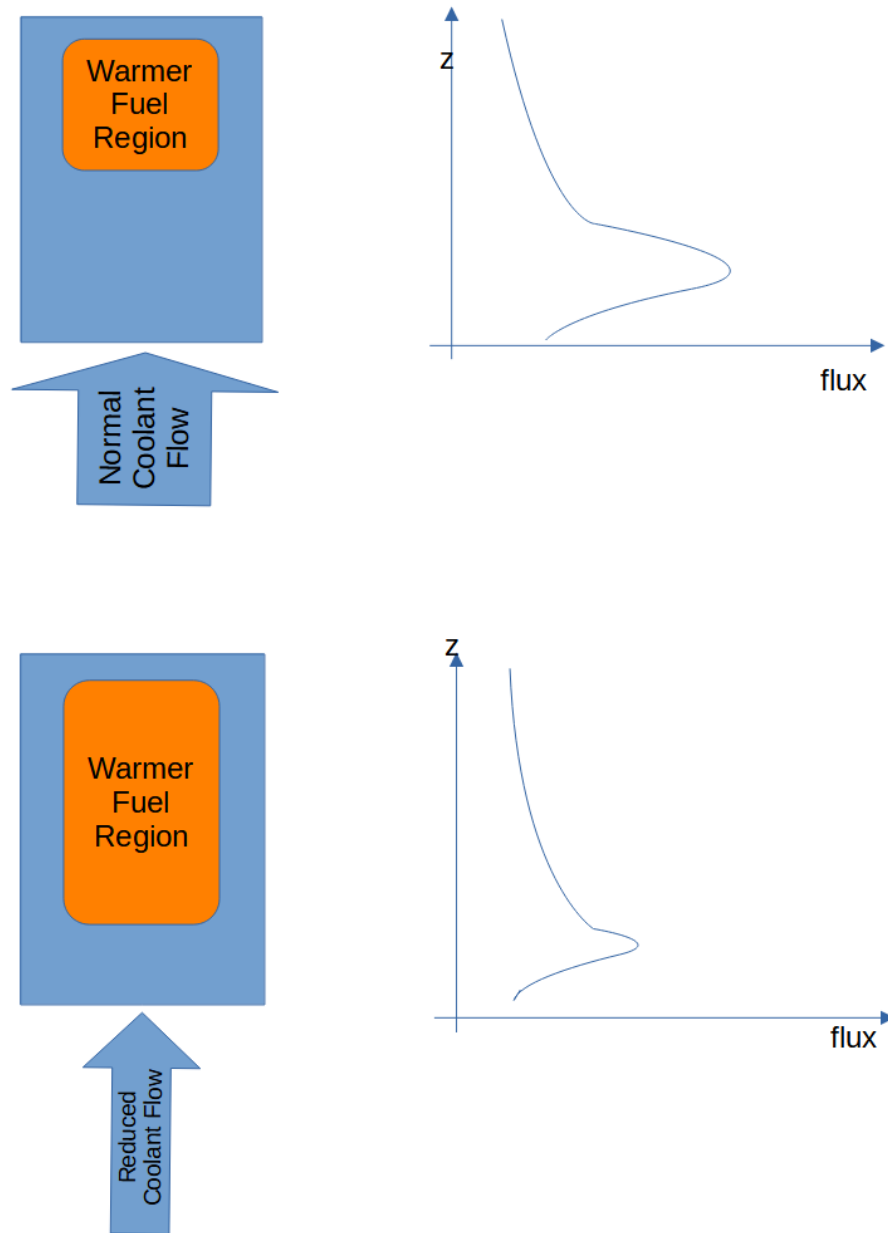 Warmer
Fuel
Region
z
flux
Normal
Coolant
Flow
z
Warmer
Fuel
Region
flux
Reduced
Coolant Flow